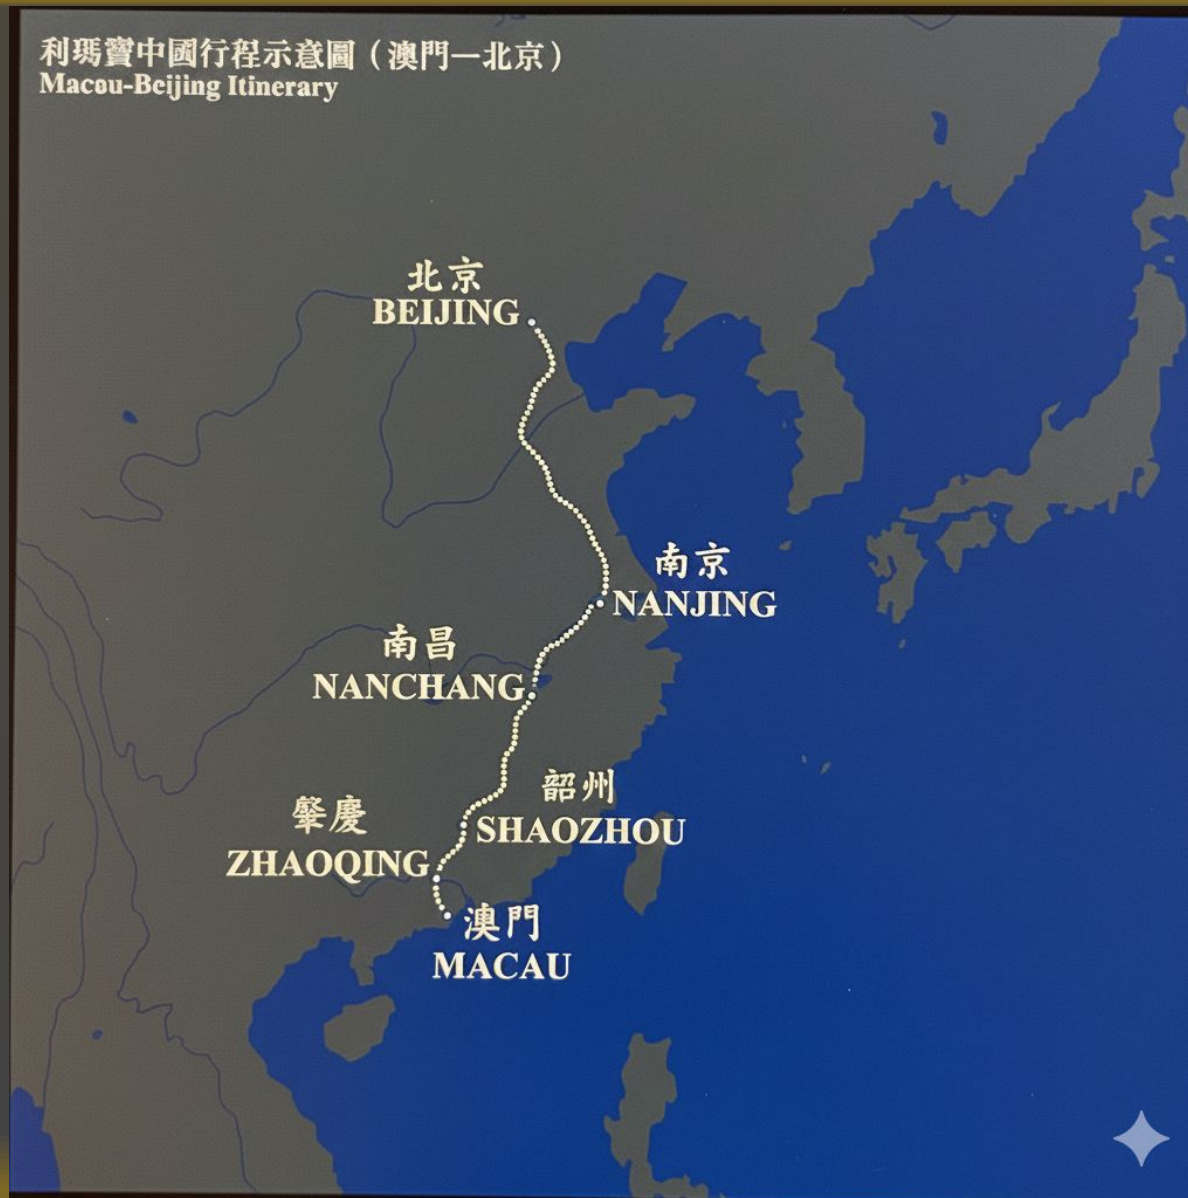 利瑪竇中國行程示意圖（澳門—北京）
Macou-Beijing Itinerary
北京
BEIJING
南京
NANJING
南昌
NANCHANG
韶州
SHAOZHOU
肇慶
ZHAOQING
澳門
MACAU